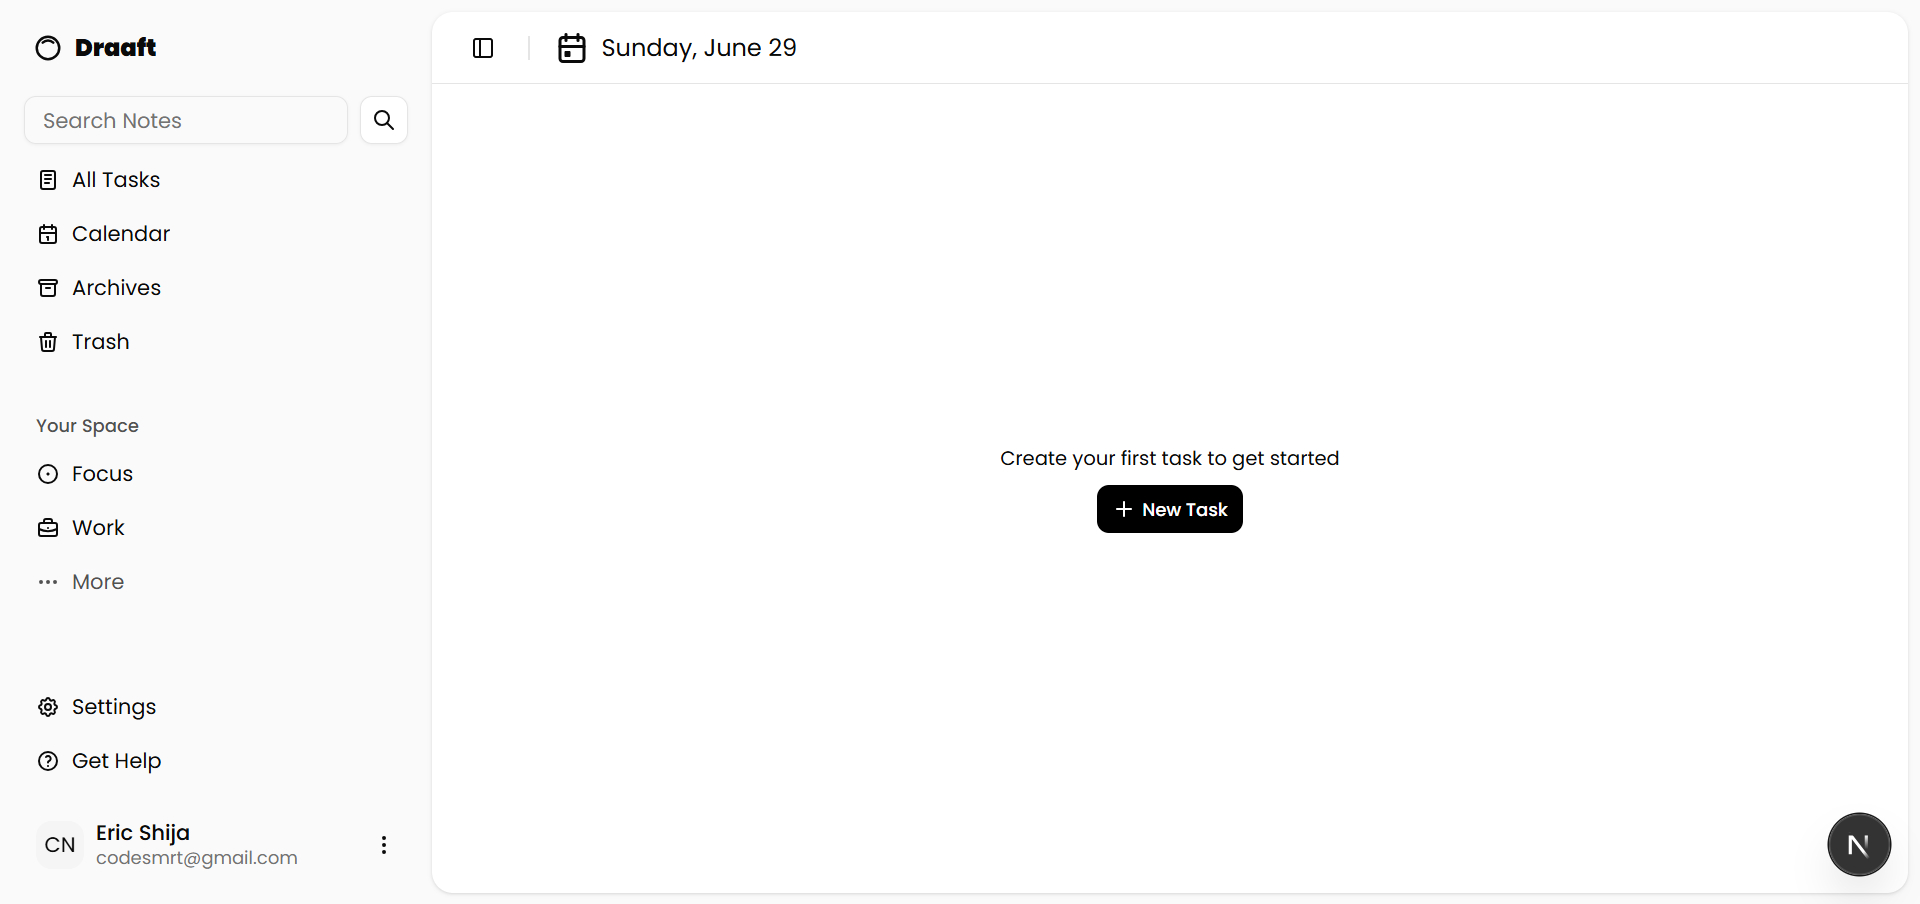 Draaft
Search Notes
All Tasks
Calendar
Archives
Trash
Your Space
Focus
Work
More
Settings
Get Help
CN
Eric Shija
codesmrt@gmail.com
Sunday, June 29
Create your first task to get started
New Task
N